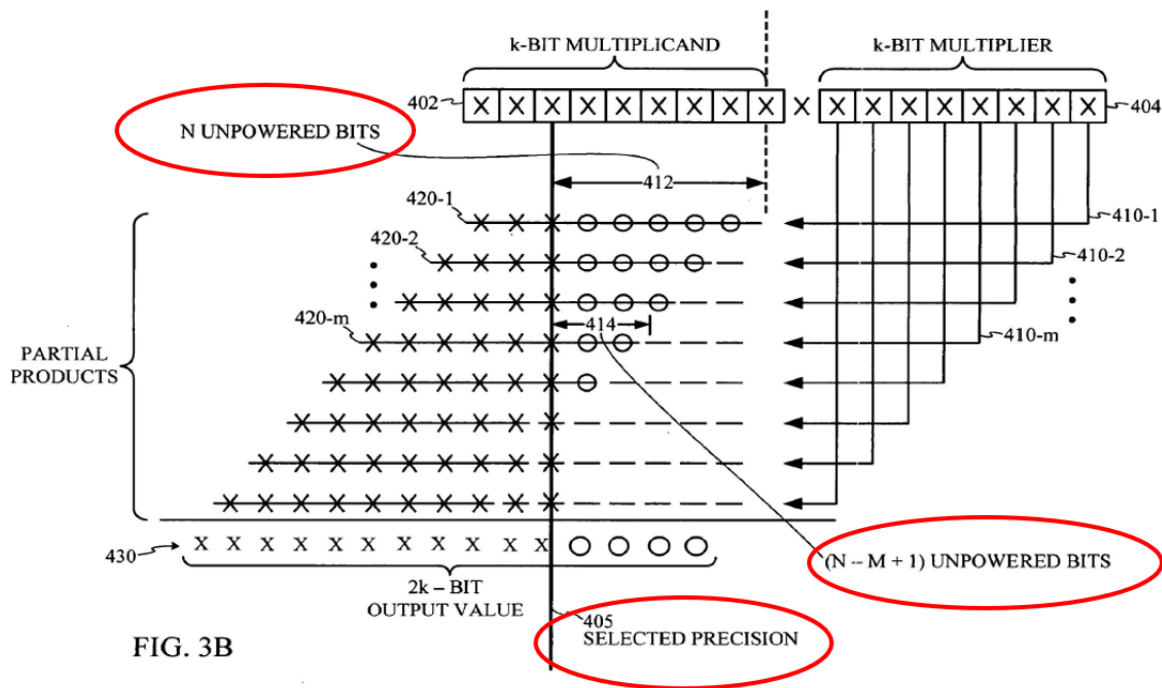 k-BIT MULTIPLICAND
k-BIT MULTIPLIER
402 X X X X X X X X X X X X X X X X X X 404
N UNPOWERED BITS
412
420-1 X X X O O O O O 410-1
420-2 X X X X O O O O 410-2
X X X X X O O O
414
420-m X X X X X X O O 410-m
PARTIAL
PRODUCTS
X X X X X X X O
X X X X X X X X
X X X X X X X X X
X X X X X X X X X X
430 X X X X X X X X X X X O O O O
(N – M + 1) UNPOWERED BITS
2k – BIT
OUTPUT VALUE
405
SELECTED PRECISION
FIG. 3B